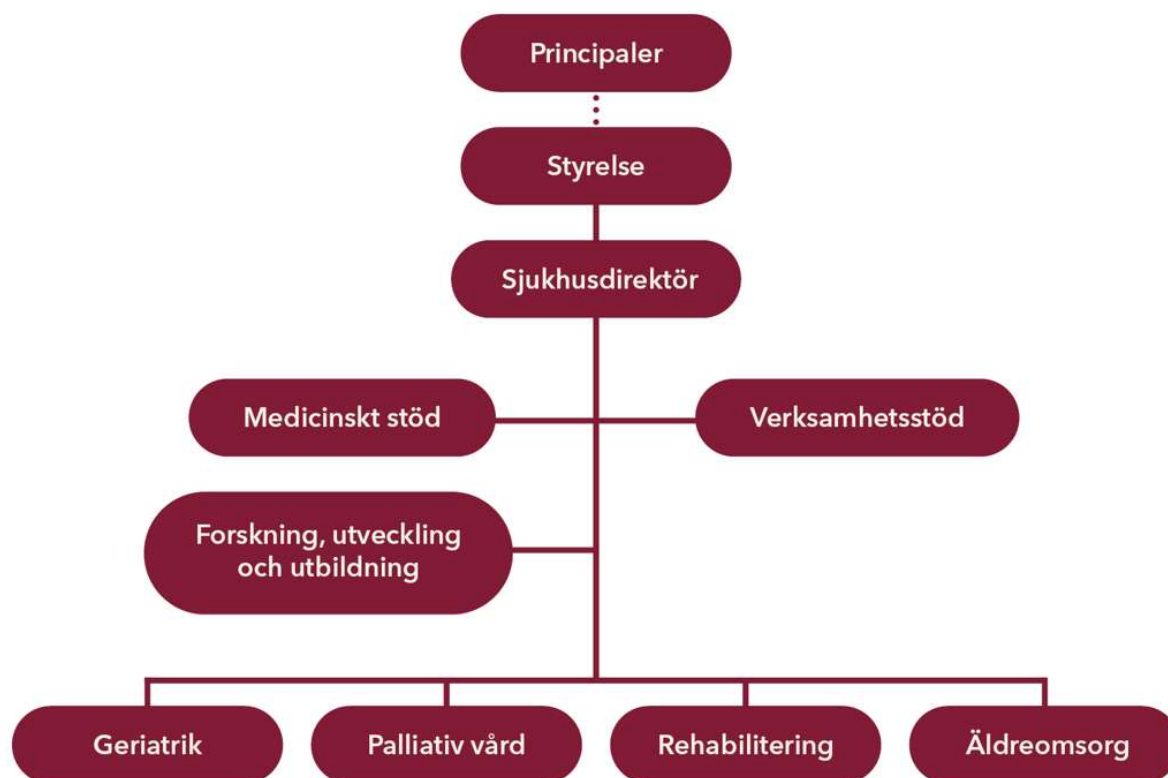 Principaler
Styrelse
Sjukhusdirektör
Medicinskt stöd
Verksamhetsstöd
Forskning, utveckling
och utbildning
Geriatrik
Palliativ vård
Rehabilitering
Äldreomsorg